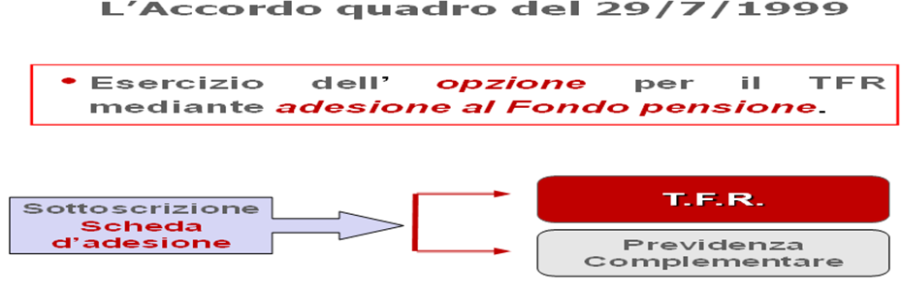 L'Accordo quadro del 29/7/1999
• Esercizio dell' opzione per il TFR
mediante adesione al Fondo pensione.
Sottoscrizione
Scheda
d'adesione
T.F.R.
Previdenza
Complementare